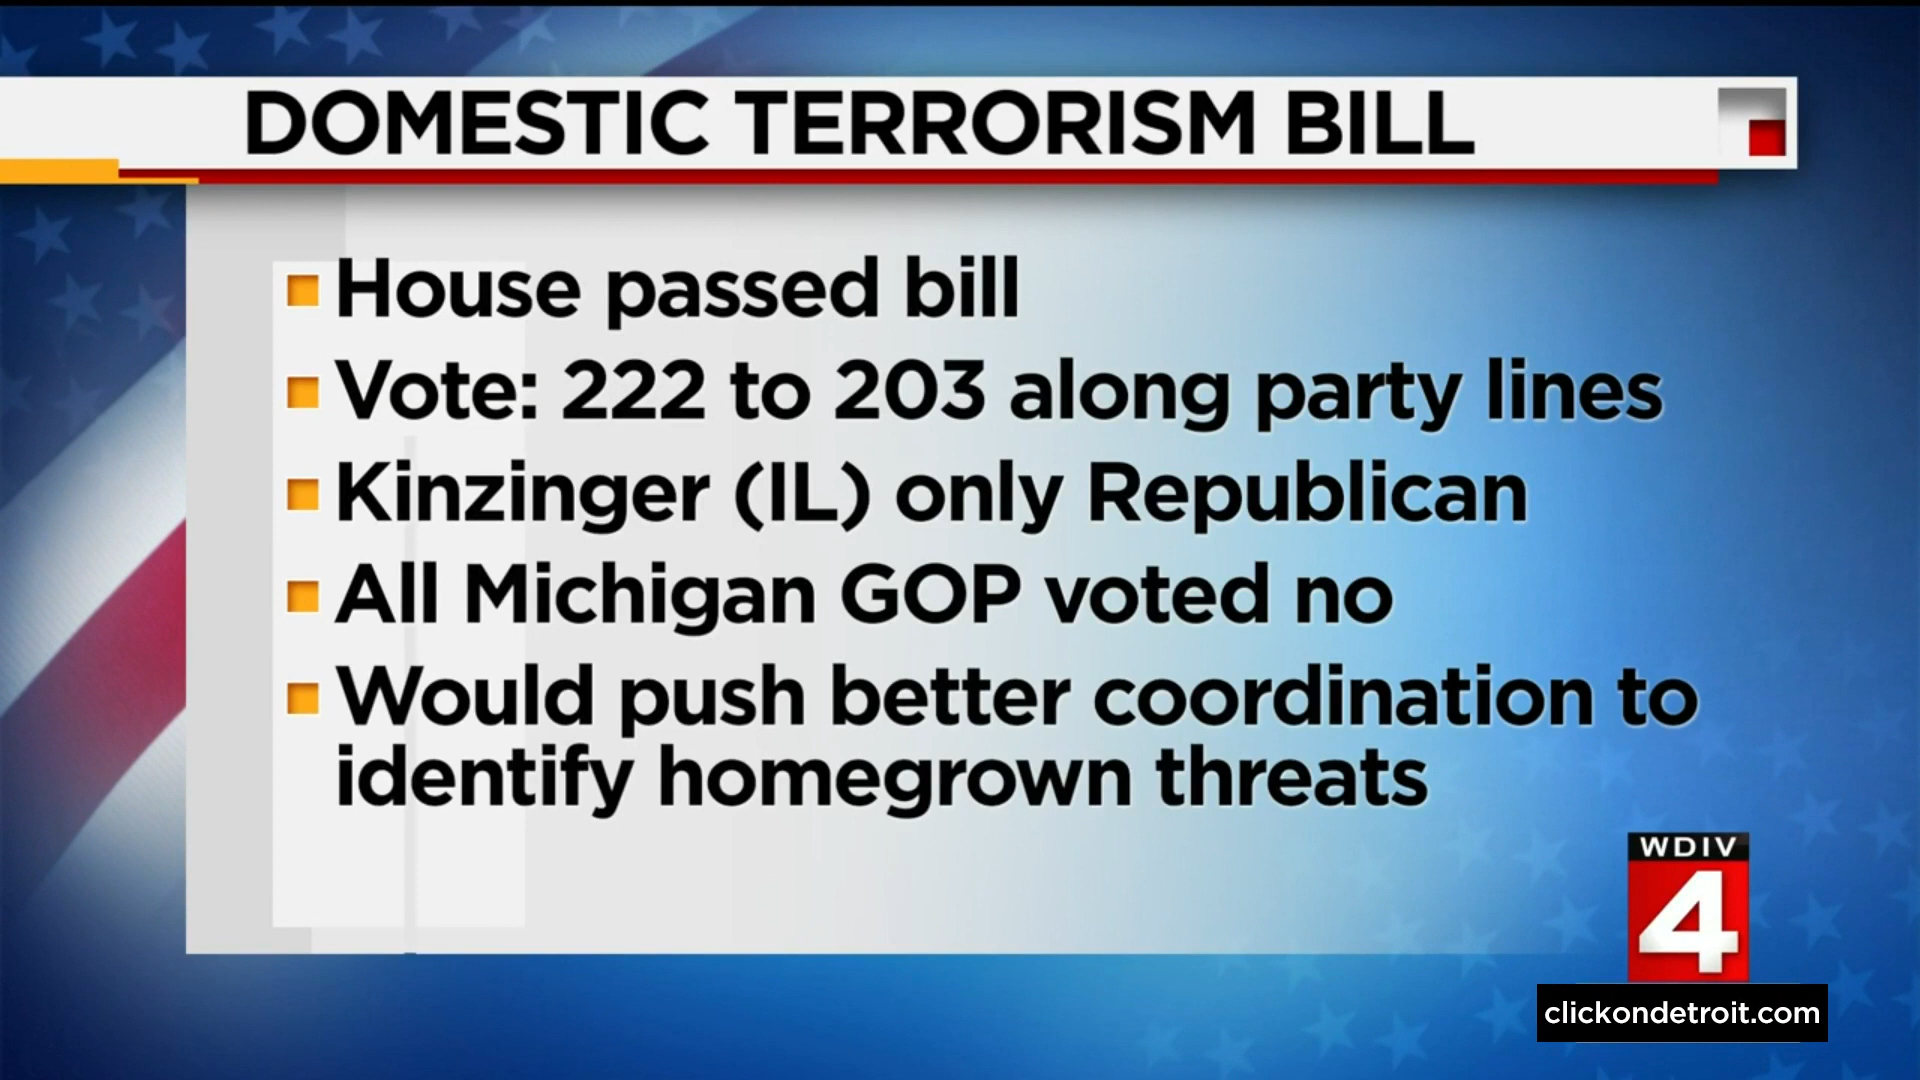 DOMESTIC TERRORISM BILL
House passed bill
Vote: 222 to 203 along party lines
Kinzinger (IL) only Republican
All Michigan GOP voted no
Would push better coordination to
identify homegrown threats
WDIV
4
clickondetroit.com